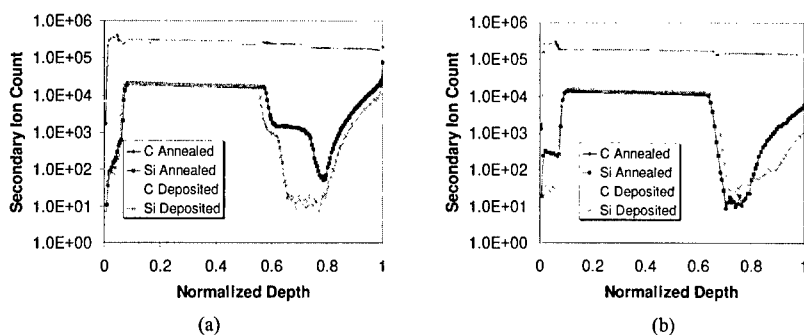 Secondary Ion Count
1.0E+06
1.0E+05
1.0E+04
1.0E+03
1.0E+02
1.0E+01
1.0E+00
C Annealed
Si Annealed
C Deposited
Si Deposited
0 0.2 0.4 0.6 0.8 1
Normalized Depth
(a)
Secondary Ion Count
1.0E+06
1.0E+05
1.0E+04
1.0E+03
1.0E+02
1.0E+01
1.0E+00
C Annealed
Si Annealed
C Deposited
Si Deposited
0 0.2 0.4 0.6 0.8 1
Normalized Depth
(b)